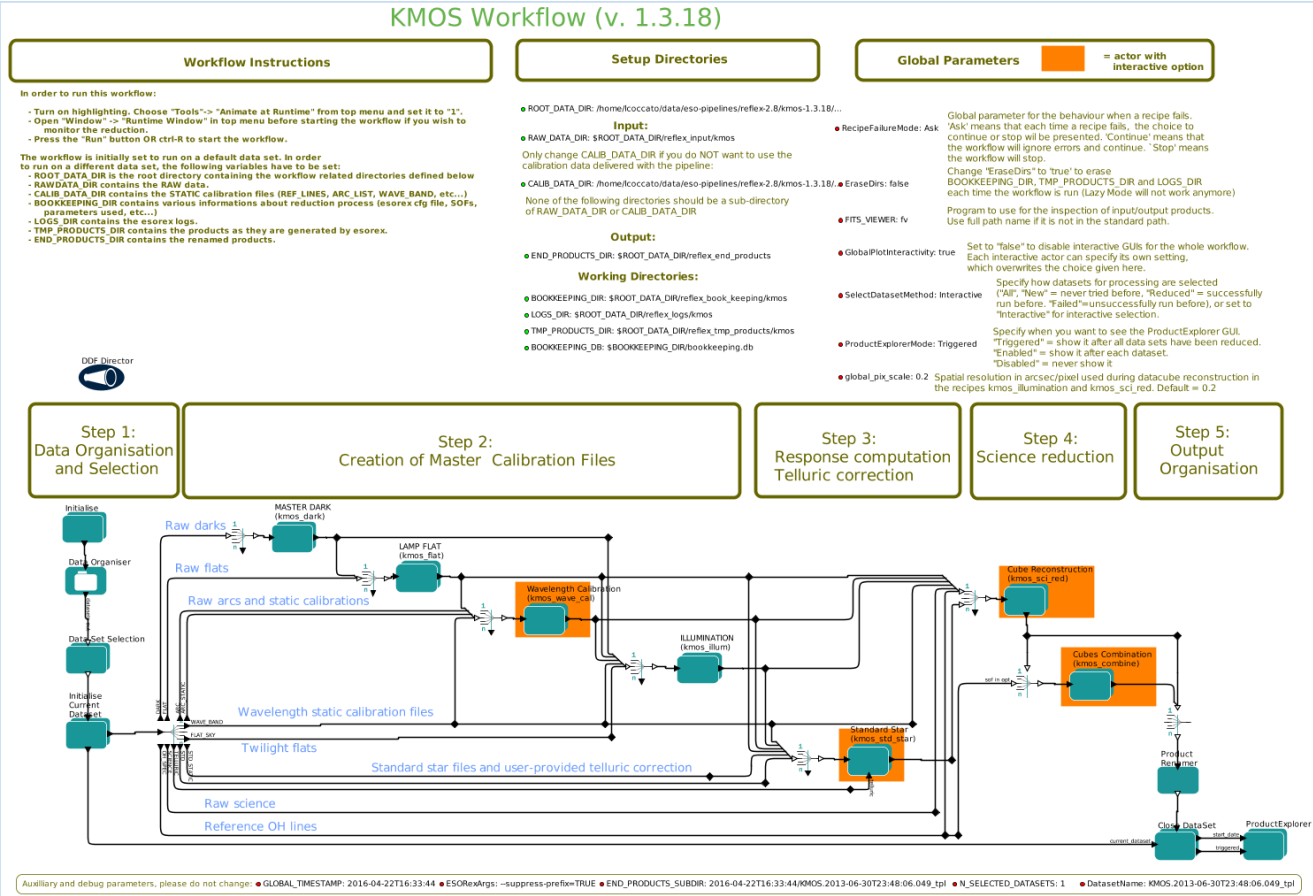 KMOS Workflow (v. 1.3.18)
Workflow Instructions
In order to run this workflow:
- Turn on highlighting. Choose "Tools"-> "Animate at Runtime" from top menu and set it to "1".
- Open "Window" -> "Runtime Window" in top menu before starting the workflow if you wish to
monitor the reduction.
- Press the "Run" button OR ctrl-R to start the workflow.
The workflow is initially set to run on a default data set. In order
to run on a different data set, the following variables have to be set:
- ROOT_DATA_DIR is the root directory containing the workflow related directories defined below
- RAWDATA_DIR contains the RAW data.
- CALIB_DATA_DIR contains the STATIC calibration files (REF_LINES, ARC_LIST, WAVE_BAND, etc...)
- BOOKKEEPING_DIR contains various informations about reduction process (esorex cfg file, SOFs,
parameters used, etc...)
- LOGS_DIR contains the esorex logs.
- TMP_PRODUCTS_DIR contains the products as they are generated by esorex.
- END_PRODUCTS_DIR contains the renamed products.
DDF Director
Setup Directories
ROOT_DATA_DIR: /home/lcoccato/data/eso-pipelines/reflex-2.8/kmos-1.3.18/...
Input:
RAW_DATA_DIR: $ROOT_DATA_DIR/reflex_input/kmos
Only change CALIB_DATA_DIR if you do NOT want to use the
calibration data delivered with the pipeline:
CALIB_DATA_DIR: /home/lcoccato/data/eso-pipelines/reflex-2.8/kmos-1.3.18/...
None of the following directories should be a sub-directory
of RAW_DATA_DIR or CALIB_DATA_DIR
Output:
END_PRODUCTS_DIR: $ROOT_DATA_DIR/reflex_end_products
Working Directories:
BOOKKEEPING_DIR: $ROOT_DATA_DIR/reflex_book_keeping/kmos
LOGS_DIR: $ROOT_DATA_DIR/reflex_logs/kmos
TMP_PRODUCTS_DIR: $ROOT_DATA_DIR/reflex_tmp_products/kmos
BOOKKEEPING_DB: $BOOKKEEPING_DIR/bookkeeping.db
Global Parameters
= actor with
interactive option
RecipeFailureMode: Ask
Global parameter for the behaviour when a recipe fails.
'Ask' means that each time a recipe fails, the choice to
continue or stop wil be presented. 'Continue' means that
the workflow will ignore errors and continue. `Stop' means
the workflow will stop.
EraseDirs: false
Change "EraseDirs" to 'true' to erase
BOOKKEEPING_DIR, TMP_PRODUCTS_DIR and LOGS_DIR
each time the workflow is run (Lazy Mode will not work anymore)
FITS_VIEWER: fv
Program to use for the inspection of input/output products.
Use full path name if it is not in the standard path.
GlobalPlotInteractivity: true
Set to "false" to disable interactive GUIs for the whole workflow.
Each interactive actor can specify its own setting,
which overwrites the choice given here.
SelectDatasetMethod: Interactive
Specify how datasets for processing are selected
("All", "New" = never tried before, "Reduced" = successfully
run before. "Failed"=unsuccessfully run before), or set to
"Interactive" for interactive selection.
ProductExplorerMode: Triggered
Specify when you want to see the ProductExplorer GUI.
"Triggered" = show it after all data sets have been reduced.
"Enabled" = show it after each dataset.
"Disabled" = never show it
global_pix_scale: 0.2
Spatial resolution in arcsec/pixel used during datacube reconstruction in
the recipes kmos_illumination and kmos_sci_red. Default = 0.2
Step 1:
Data Organisation
and Selection
Step 2:
Creation of Master Calibration Files
Step 3:
Response computation
Telluric correction
Step 4:
Science reduction
Step 5:
Output
Organisation
Initialise
Data Organiser
Data Set Selection
Initialise
Current
Dataset
Raw darks
MASTER DARK
(kmos_dark)
Raw flats
LAMP FLAT
(kmos_flat)
Raw arcs and static calibrations
Wavelength Calibration
(kmos_wave_cal)
ILLUMINATION
(kmos_illum)
DARK
FLAT
ARC
ARC_STATIC
WAVE_BAND
FLAT_SKY
Wavelength static calibration files
Twilight flats
Standard star files and user-provided telluric correction
Standard Star
(kmos_std_star)
Raw science
Reference OH lines
Cube Reconstruction
(kmos_sci_red)
sof in opt
Cubes Combination
(kmos_combine)
Product
Renamer
current_dataset
Close DataSet
start_date
triggered
ProductExplorer
Auxiliary and debug parameters, please do not change: GLOBAL_TIMESTAMP: 2016-04-22T16:33:44 ESORexArgs: --suppress-prefix=TRUE END_PRODUCTS_SUBDIR: 2016-04-22T16:33:44/KMOS.2013-06-30T23:48:06.049_tpl N_SELECTED_DATASETS: 1 DatasetName: KMOS.2013-06-30T23:48:06.049_tpl